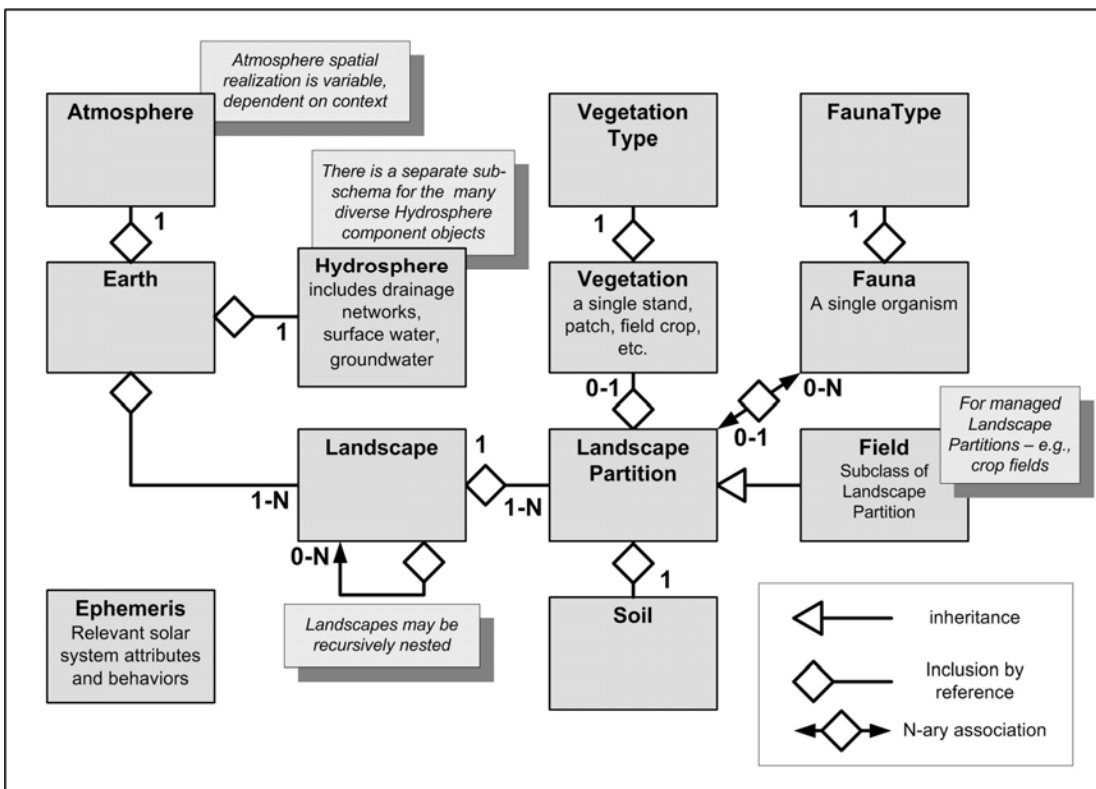 Atmosphere spatial
realization is variable,
dependent on context
Atmosphere
1
Earth
There is a separate sub-
schema for the many
diverse Hydrosphere
component objects
Hydrosphere
includes drainage
networks,
surface water,
groundwater
1
Vegetation
Type
1
Vegetation
a single stand,
patch, field crop,
etc.
0-1
FaunaType
1
Fauna
A single organism
0-N
0-1
Landscape
1-N
1
1-N
0-N
Landscapes may be
recursively nested
Landscape
Partition
Field
Subclass of
Landscape
Partition
For managed
Landscape
Partitions – e.g.,
crop fields
1
Soil
Ephemeris
Relevant solar
system attributes
and behaviors
inheritance
Inclusion by
reference
N-ary association